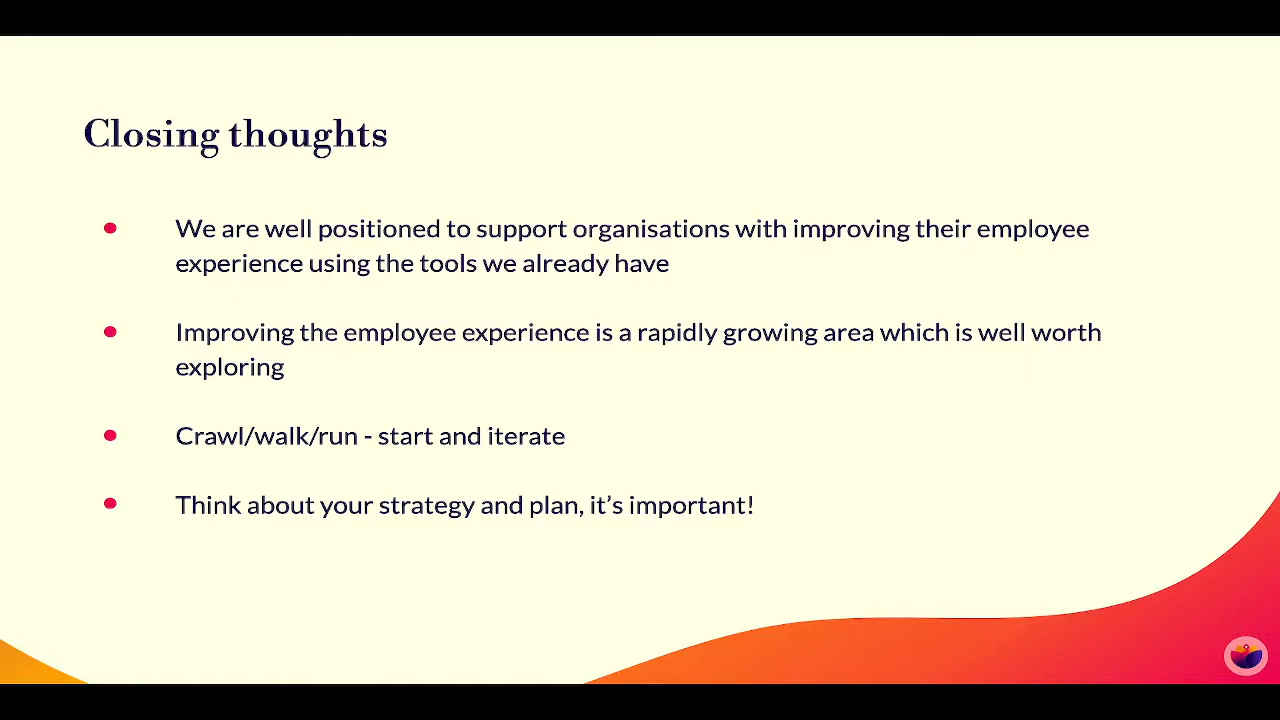 Closing thoughts
We are well positioned to support organisations with improving their employee
experience using the tools we already have
Improving the employee experience is a rapidly growing area which is well worth
exploring
Crawl/walk/run - start and iterate
Think about your strategy and plan, it’s important!